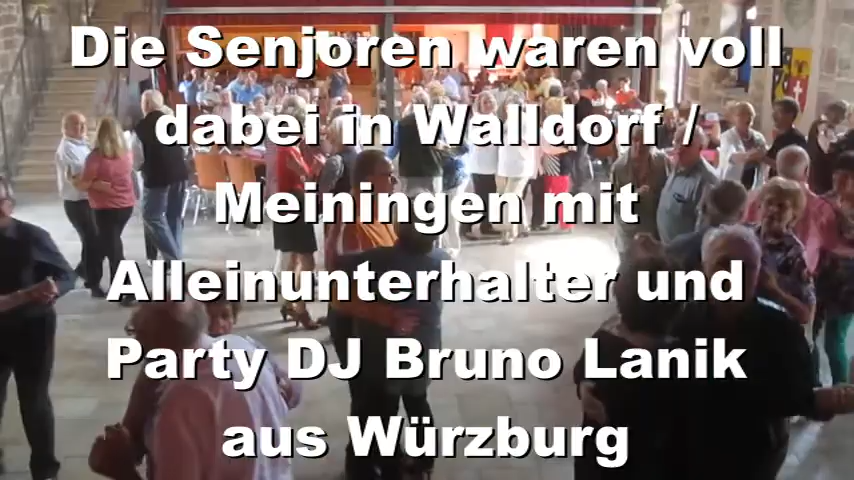 Die Senjoren waren voll
dabei in Walldorf /
Meiningen mit
Alleinunterhalter und
Party DJ Bruno Lanik
aus Würzburg